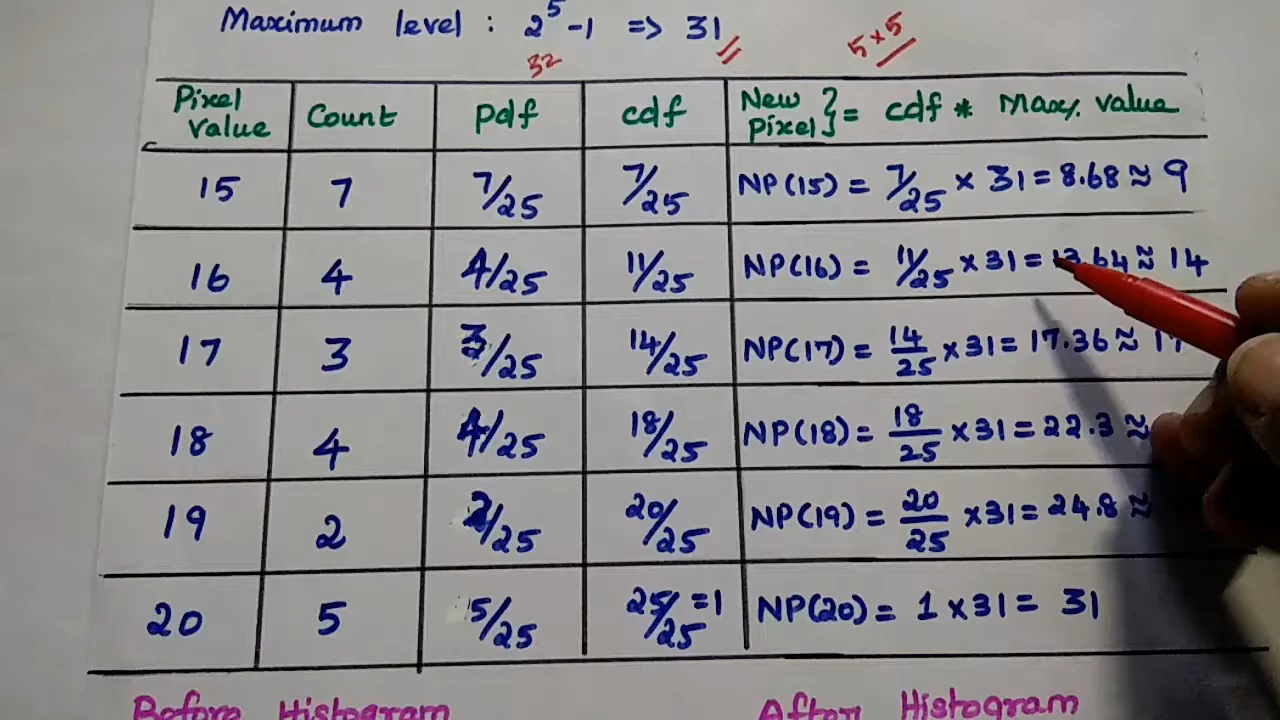 Maximum level : 2^5 -1 => 31
32
5×5
Pixel Value | Count | Pdf | cdf | New Pixel } = cdf * Max. value
15 | 7 | 7/25 | 7/25 | NP(15) = 7/25 × 31 = 8.68 ≈ 9
16 | 4 | 4/25 | 11/25 | NP(16) = 11/25 × 31 = 13.64 ≈ 14
17 | 3 | 3/25 | 14/25 | NP(17) = 14/25 × 31 = 17.36 ≈ 17
18 | 4 | 4/25 | 18/25 | NP(18) = 18/25 × 31 = 22.3 ≈
19 | 2 | 2/25 | 20/25 | NP(19) = 20/25 × 31 = 24.8 ≈
20 | 5 | 5/25 | 25/25 = 1 | NP(20) = 1 × 31 = 31
Before Histogram
After Histogram